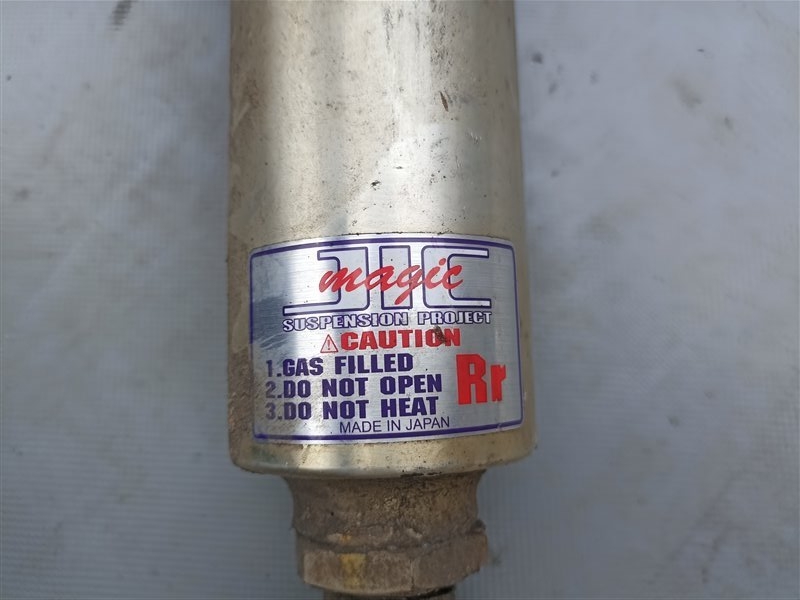 JIC
magic
SUSPENSION PROJECT
⚠CAUTION
1.GAS FILLED
2.DO NOT OPEN
3.DO NOT HEAT
Rr
MADE IN JAPAN